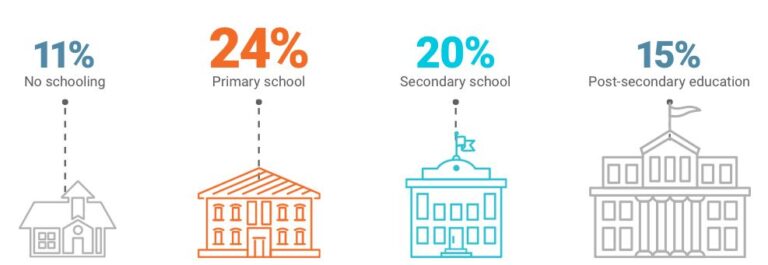 11%
No schooling
24%
Primary school
20%
Secondary school
15%
Post-secondary education